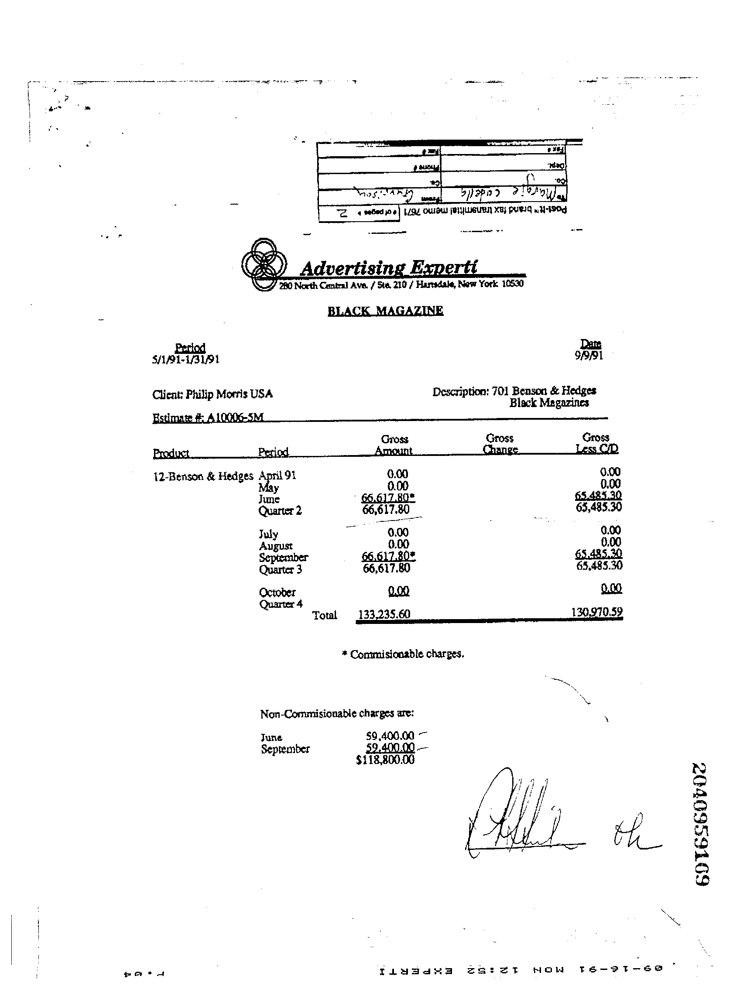 Post-It™ brand fax transmittal memo 7671 # of pages ▸ 2
To Margie Cadelle From Garrison
Co. Co.
Dept. Phone #
Fax # Fax #
Advertising Experti
280 North Central Ave. / Ste. 210 / Hartsdale, New York 10530
BLACK MAGAZINE
Period Date
5/1/91-1/31/91 9/9/91
Client: Philip Morris USA Description: 701 Benson & Hedges
Black Magazines
Estimate #: A10006-5M
Gross Gross Gross
Product Period Amount Change Less C/D
12-Benson & Hedges April 91 0.00 0.00
May 0.00 0.00
June 66,617.80* 65,485.30
Quarter 2 66,617.80 65,485.30
July 0.00 0.00
August 0.00 0.00
September 66,617.80* 65,485.30
Quarter 3 66,617.80 65,485.30
October 0.00 0.00
Quarter 4
Total 133,235.60 130,970.59
* Commisionable charges.
Non-Commisionable charges are:
June 59,400.00
September 59,400.00
$118,800.00
ok
2040959169
09-16-91 MON 12:52 EXPERTI P.04